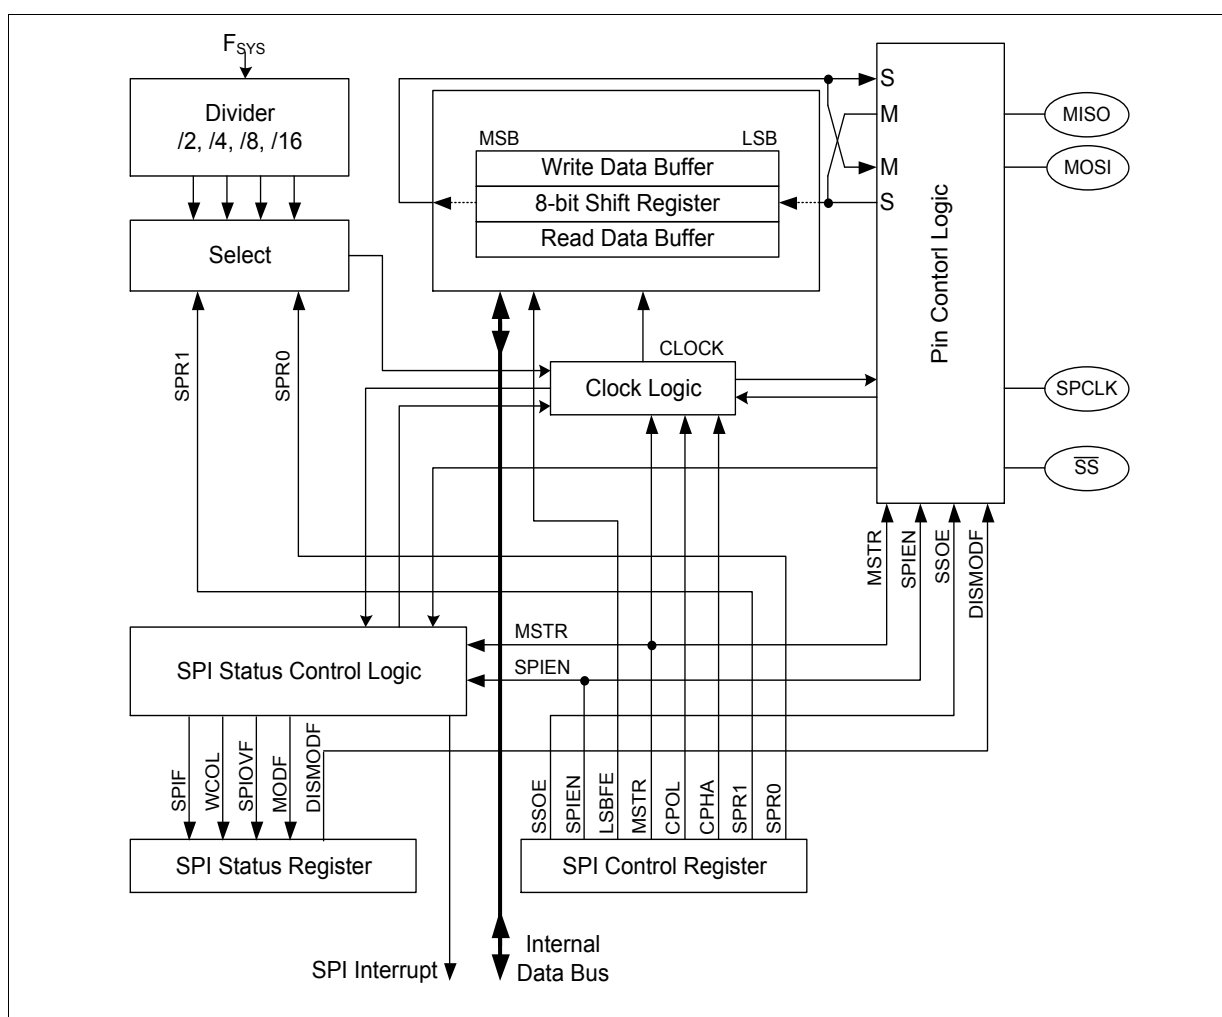 FSYS
Divider
/2, /4, /8, /16
Select
SPR1
SPR0
MSB
LSB
Write Data Buffer
8-bit Shift Register
Read Data Buffer
S
M
M
S
Pin Contorl Logic
MISO
MOSI
SPCLK
SS
CLOCK
Clock Logic
MSTR
SPIEN
SSOE
DISMODF
MSTR
SPIEN
SPI Status Control Logic
SPIF
WCOL
SPIOVF
MODF
DISMODF
SPI Status Register
SSOE
SPIEN
LSBFE
MSTR
CPOL
CPHA
SPR1
SPR0
SPI Control Register
SPI Interrupt
Internal
Data Bus